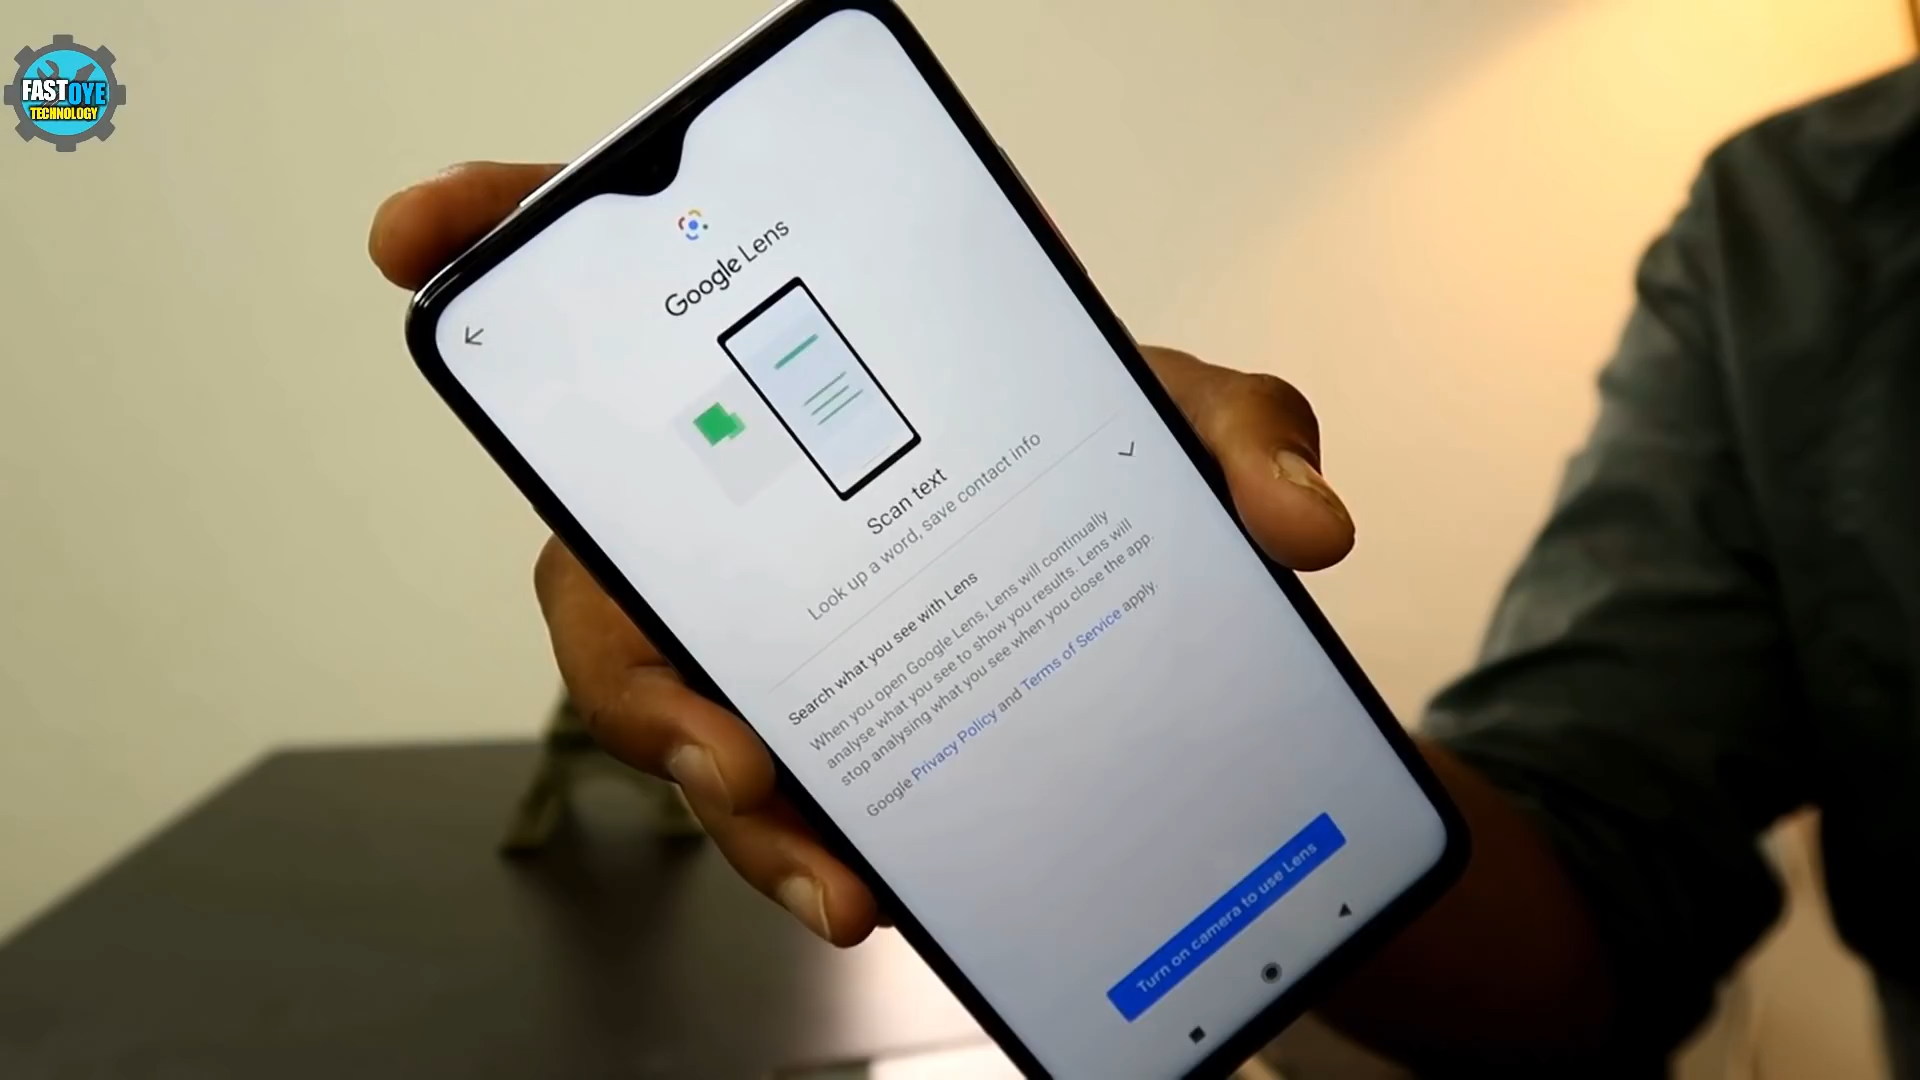 FAST OYE
TECHNOLOGY
Google Lens
Scan text
Look up a word, save contact info
Search what you see with Lens
When you open Google Lens, Lens will continually
analyse what you see to show you results. Lens will
stop analysing what you see when you close the app.
Google Privacy Policy and Terms of Service apply.
Turn on camera to use Lens